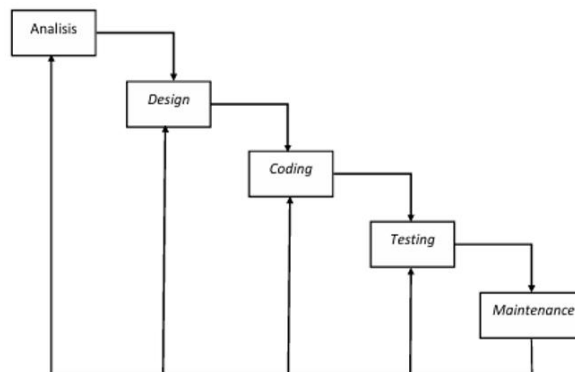 Analisis
Design
Coding
Testing
Maintenance